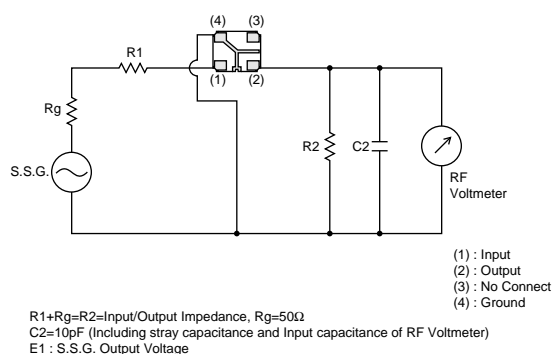 (4) (3)
R1
(1) (2)
Rg
R2 C2
S.S.G.
RF
Voltmeter
(1) : Input
(2) : Output
(3) : No Connect
(4) : Ground
R1+Rg=R2=Input/Output Impedance, Rg=50Ω
C2=10pF (Including stray capacitance and Input capacitance of RF Voltmeter)
E1 : S.S.G. Output Voltage